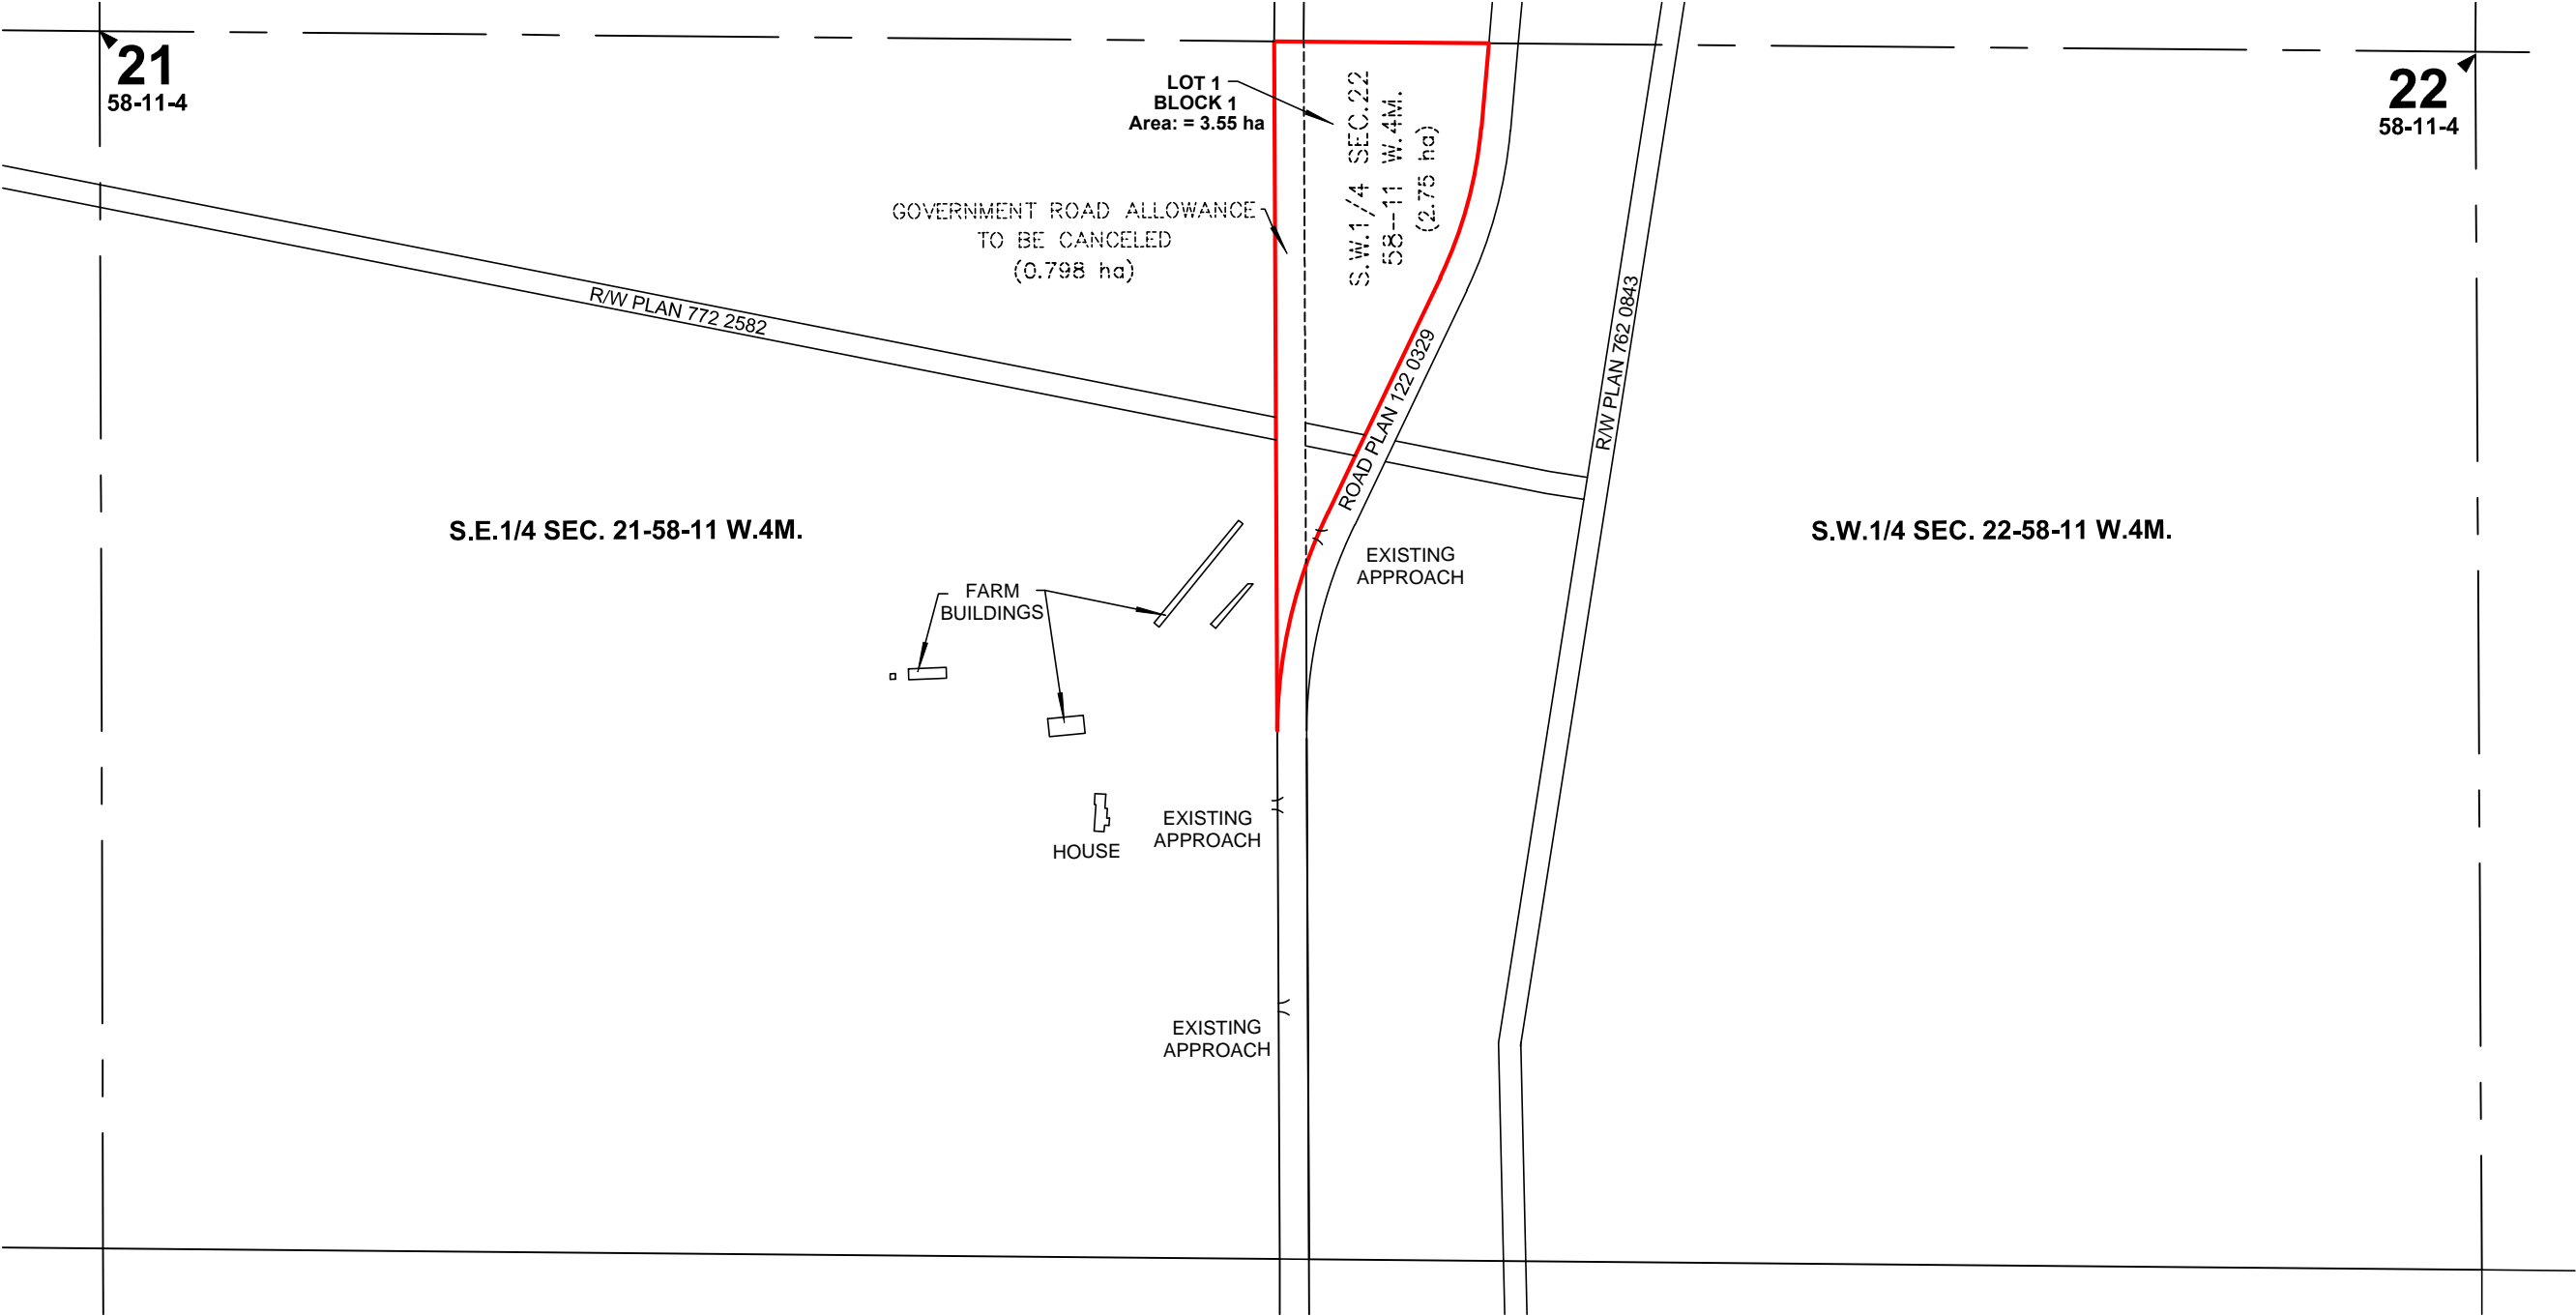 21
58-11-4
22
58-11-4
LOT 1
BLOCK 1
Area: = 3.55 ha
S.W.1/4 SEC.22
58-11 W.4M.
(2.75 ha)
GOVERNMENT ROAD ALLOWANCE
TO BE CANCELED
(0.798 ha)
R/W PLAN 772 2582
ROAD PLAN 122 0329
R/W PLAN 762 0843
S.E.1/4 SEC. 21-58-11 W.4M.
S.W.1/4 SEC. 22-58-11 W.4M.
EXISTING
APPROACH
FARM
BUILDINGS
EXISTING
APPROACH
HOUSE
EXISTING
APPROACH